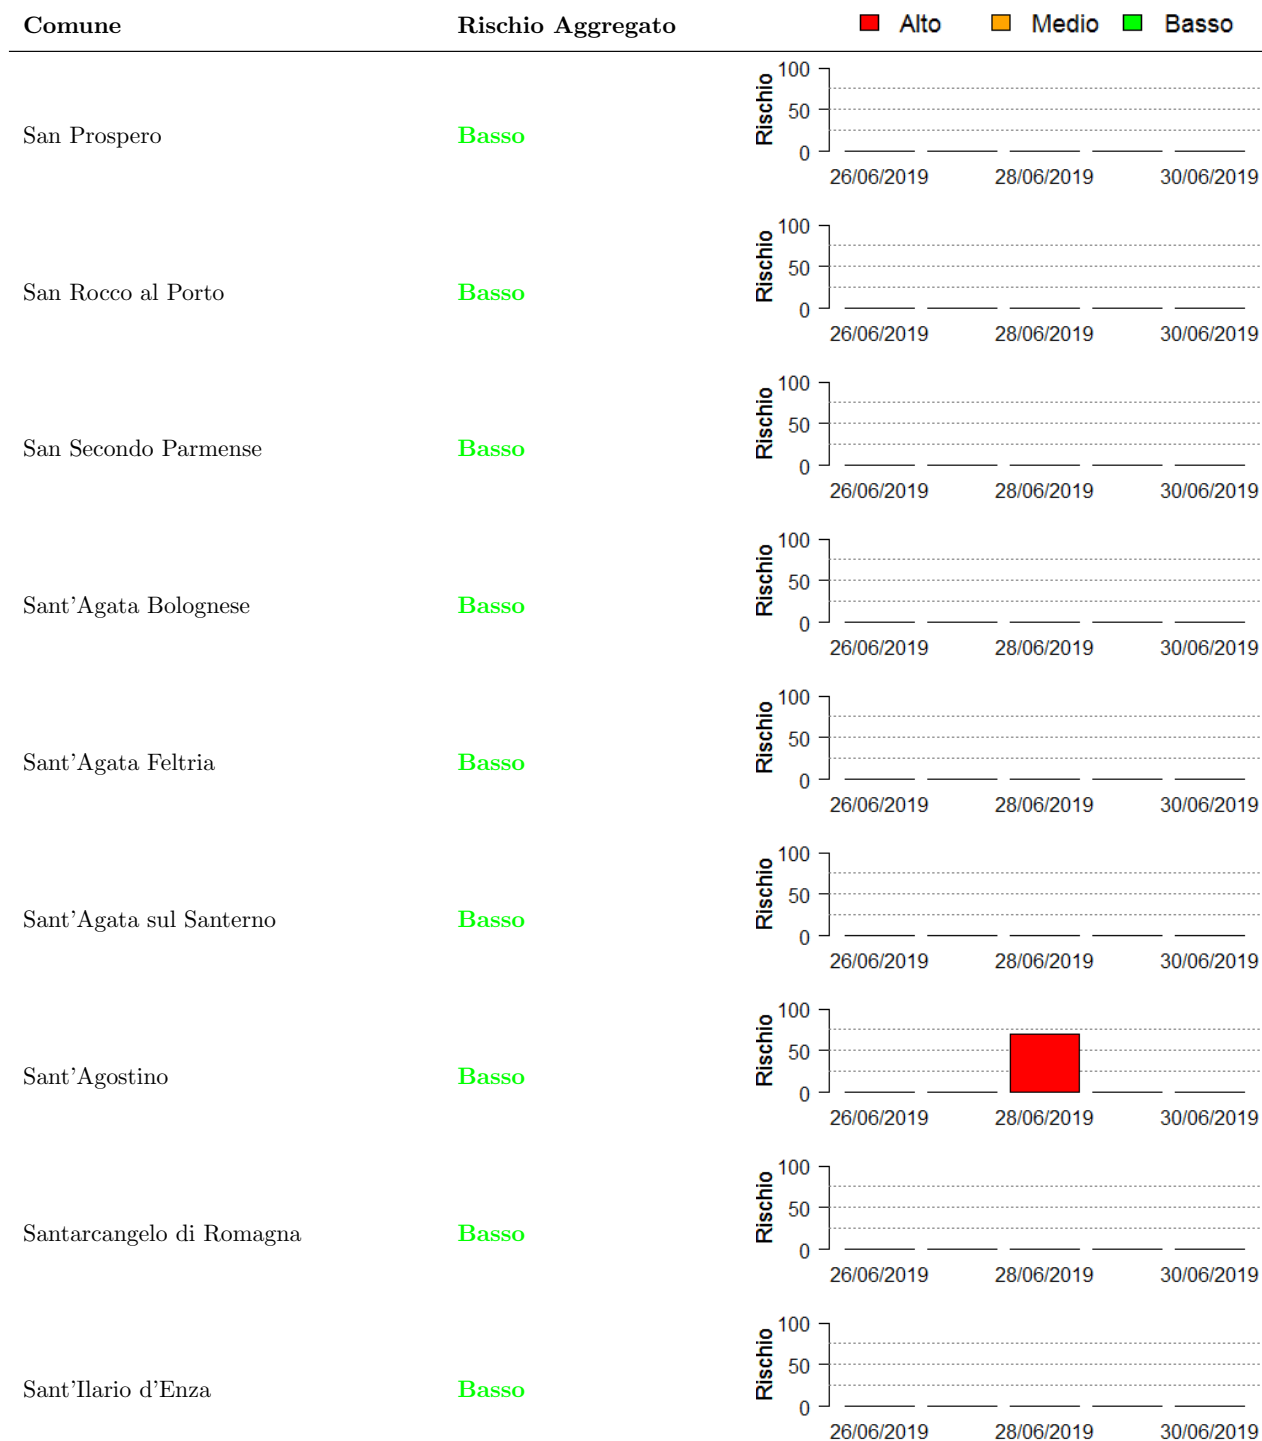 Comune Rischio Aggregato Alto Medio Basso
San Prospero Basso Rischio 100 50 0
26/06/2019 28/06/2019 30/06/2019
San Rocco al Porto Basso Rischio 100 50 0
26/06/2019 28/06/2019 30/06/2019
San Secondo Parmense Basso Rischio 100 50 0
26/06/2019 28/06/2019 30/06/2019
Sant'Agata Bolognese Basso Rischio 100 50 0
26/06/2019 28/06/2019 30/06/2019
Sant'Agata Feltria Basso Rischio 100 50 0
26/06/2019 28/06/2019 30/06/2019
Sant'Agata sul Santerno Basso Rischio 100 50 0
26/06/2019 28/06/2019 30/06/2019
Sant'Agostino Basso Rischio 100 50 0
26/06/2019 28/06/2019 30/06/2019
Santarcangelo di Romagna Basso Rischio 100 50 0
26/06/2019 28/06/2019 30/06/2019
Sant'Ilario d'Enza Basso Rischio 100 50 0
26/06/2019 28/06/2019 30/06/2019